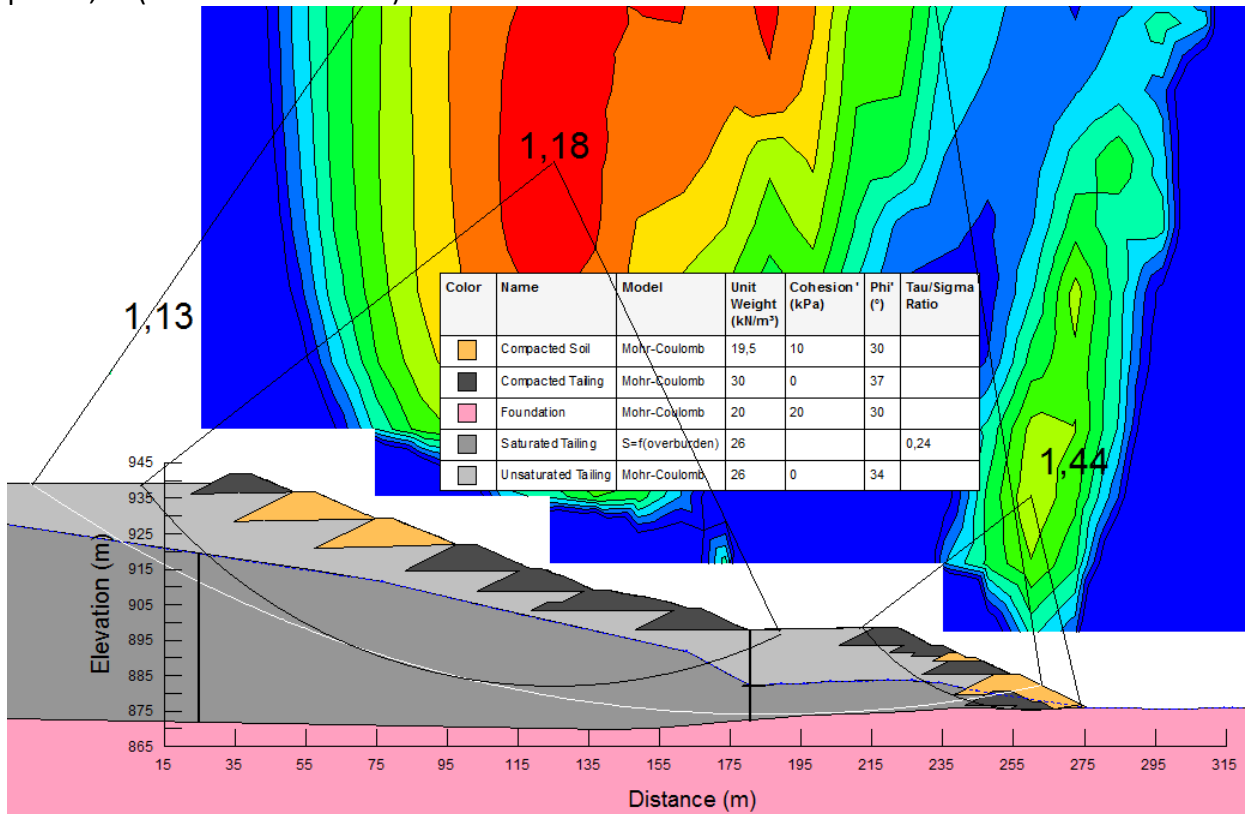 1,18
1,13
Color Name Model Unit Weight (kN/m³) Cohesion' (kPa) Phi' (°) Tau/Sigma Ratio
Compacted Soil Mohr-Coulomb 19,5 10 30
Compacted Tailing Mohr-Coulomb 30 0 37
Foundation Mohr-Coulomb 20 20 30
Saturated Tailing S=f(overburden) 26 0,24
Unsaturated Tailing Mohr-Coulomb 26 0 34
1,44
945
935
925
915
905
895
885
875
865
Elevation (m)
15 35 55 75 95 115 135 155 175 195 215 235 255 275 295 315
Distance (m)